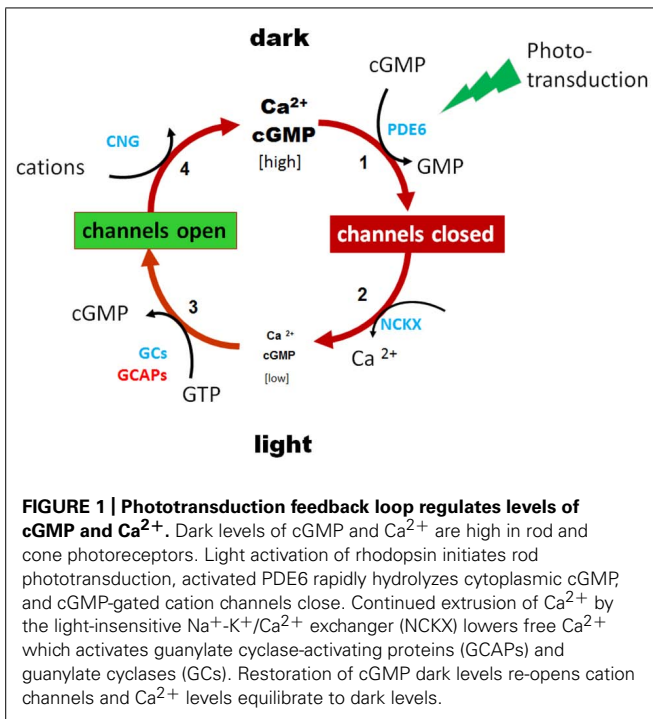 dark
Photo-
transduction
cGMP
Ca²⁺
cGMP
[high]
PDE6
1
GMP
CNG
4
cations
channels open
channels closed
2
NCKX
Ca ²⁺
3
cGMP
GCs
GCAPs
GTP
Ca ²⁺
cGMP
[low]
light
FIGURE 1 | Phototransduction feedback loop regulates levels of
cGMP and Ca²⁺. Dark levels of cGMP and Ca²⁺ are high in rod and
cone photoreceptors. Light activation of rhodopsin initiates rod
phototransduction, activated PDE6 rapidly hydrolyzes cytoplasmic cGMP,
and cGMP-gated cation channels close. Continued extrusion of Ca²⁺ by
the light-insensitive Na⁺-K⁺/Ca²⁺ exchanger (NCKX) lowers free Ca²⁺
which activates guanylate cyclase-activating proteins (GCAPs) and
guanylate cyclases (GCs). Restoration of cGMP dark levels re-opens cation
channels and Ca²⁺ levels equilibrate to dark levels.